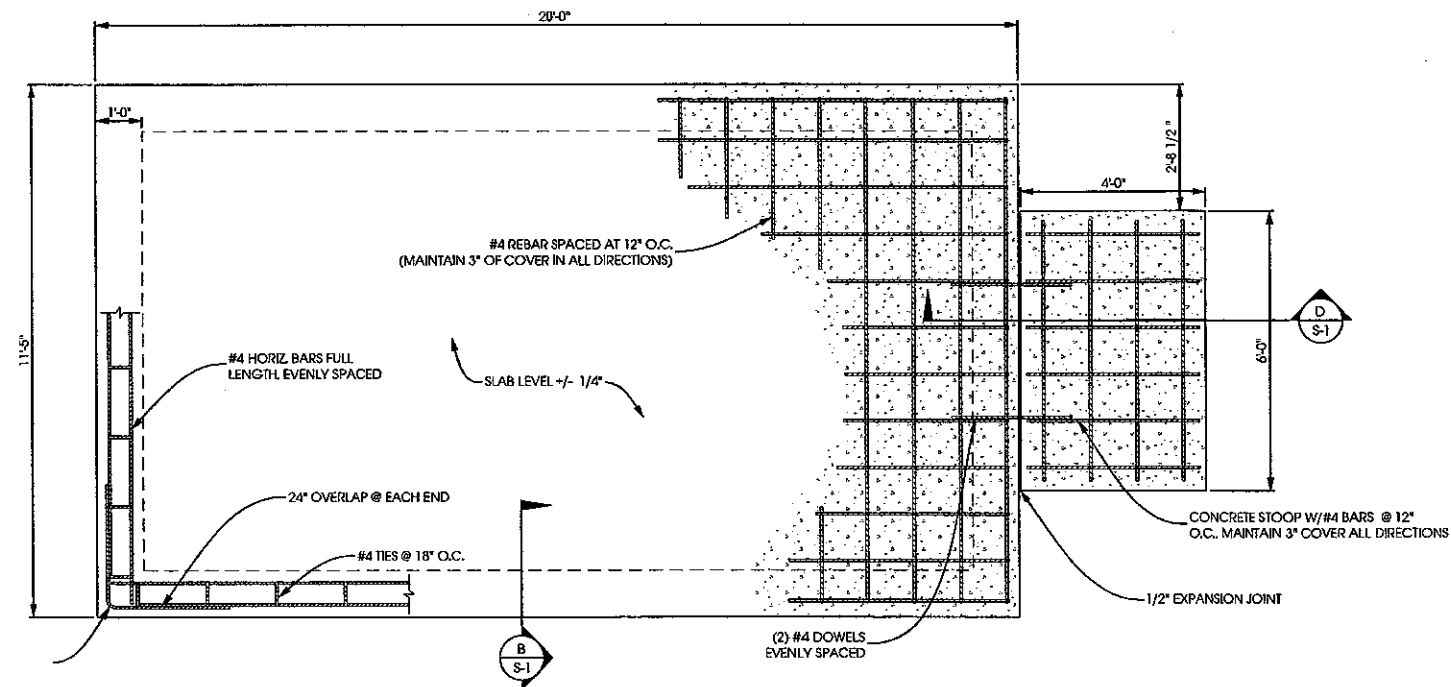 20'-0"
1'-0"
2'-8 1/2"
4'-0"
#4 REBAR SPACED AT 12" O.C.
(MAINTAIN 3" OF COVER IN ALL DIRECTIONS)
D
S-1
11'-5"
6'-0"
#4 HORIZ. BARS FULL
LENGTH, EVENLY SPACED
SLAB LEVEL +/- 1/4"
24" OVERLAP @ EACH END
CONCRETE STOOP W/#4 BARS @ 12"
O.C., MAINTAIN 3" COVER ALL DIRECTIONS
#4 TIES @ 18" O.C.
1/2" EXPANSION JOINT
(2) #4 DOWELS
EVENLY SPACED
B
S-1